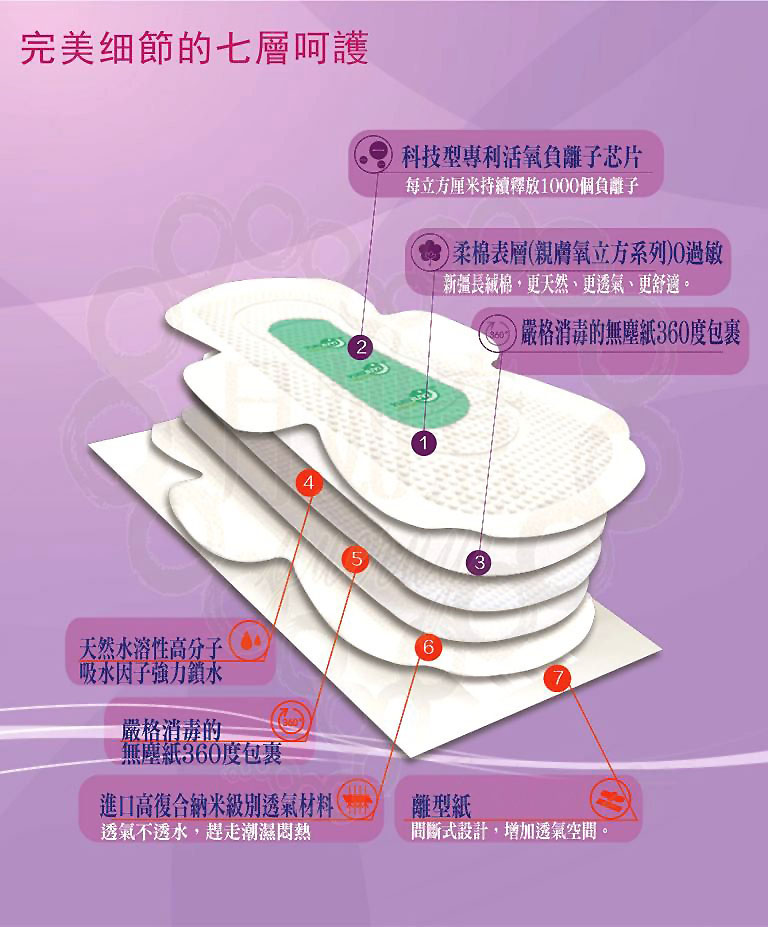 完美细節的七層呵護
科技型專利活氧負離子芯片
每立方厘米持續釋放1000個負離子
柔棉表層(親膚氧立方系列)0過敏
新疆長絨棉，更天然、更透氣、更舒適。
360°
嚴格消毒的無塵紙360度包裹
2
1
4
5
3
6
7
天然水溶性高分子
吸水因子強力鎖水
嚴格消毒的
無塵紙360度包裹
360°
進口高復合納米級別透氣材料
透氣不透水，趕走潮濕悶熱
離型紙
間斷式設計，增加透氣空間。